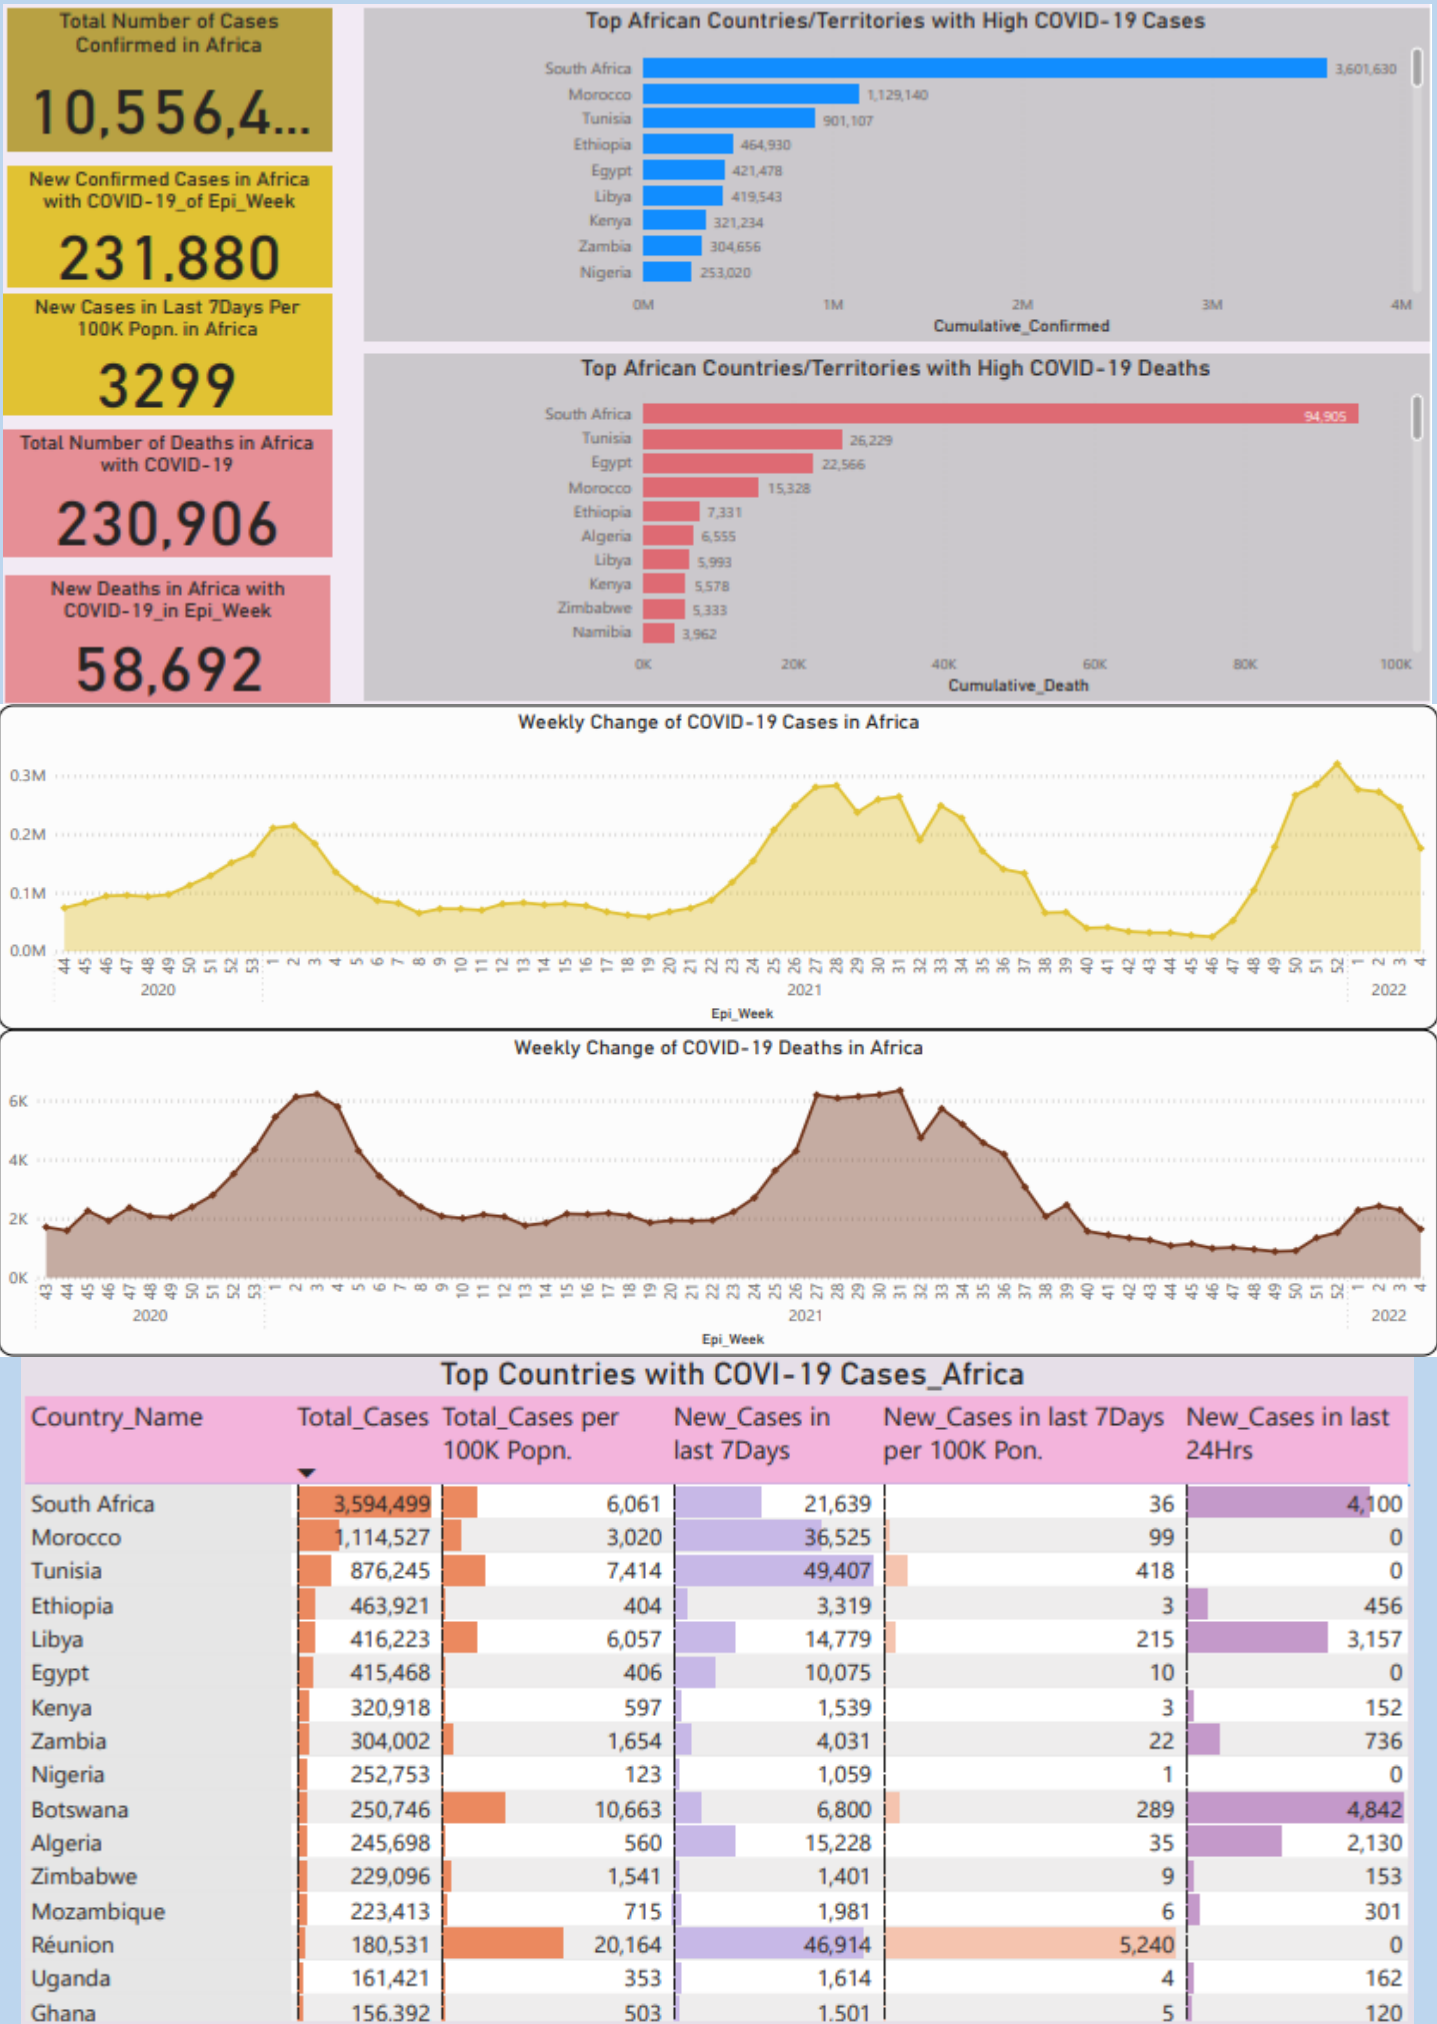 Total Number of Cases
Confirmed in Africa
10,556,4...
New Confirmed Cases in Africa
with COVID-19_of Epi_Week
231,880
New Cases in Last 7Days Per
100K Popn. in Africa
3299
Total Number of Deaths in Africa
with COVID-19
230,906
New Deaths in Africa with
COVID-19_in Epi_Week
58,692
Top African Countries/Territories with High COVID-19 Cases
South Africa 3,601,630
Morocco 1,129,140
Tunisia 901,107
Ethiopia 464,930
Egypt 421,478
Libya 419,543
Kenya 321,234
Zambia 304,656
Nigeria 253,020
0M 1M 2M 3M 4M
Cumulative_Confirmed
Top African Countries/Territories with High COVID-19 Deaths
South Africa 94,905
Tunisia 26,229
Egypt 22,566
Morocco 15,328
Ethiopia 7,331
Algeria 6,555
Libya 5,993
Kenya 5,578
Zimbabwe 5,333
Namibia 3,962
0K 20K 40K 60K 80K 100K
Cumulative_Death
Weekly Change of COVID-19 Cases in Africa
0.3M
0.2M
0.1M
0.0M
44 45 46 47 48 49 50 51 52 53 1 2 3 4 5 6 7 8 9 10 11 12 13 14 15 16 17 18 19 20 21 22 23 24 25 26 27 28 29 30 31 32 33 34 35 36 37 38 39 40 41 42 43 44 45 46 47 48 49 50 51 52 1 2 3 4
2020 2021 2022
Epi_Week
Weekly Change of COVID-19 Deaths in Africa
6K
4K
2K
0K
43 44 45 46 47 48 49 50 51 52 53 1 2 3 4 5 6 7 8 9 10 11 12 13 14 15 16 17 18 19 20 21 22 23 24 25 26 27 28 29 30 31 32 33 34 35 36 37 38 39 40 41 42 43 44 45 46 47 48 49 50 51 52 1 2 3 4
2020 2021 2022
Epi_Week
Top Countries with COVI-19 Cases_Africa
Country_Name Total_Cases Total_Cases per New_Cases in New_Cases in last 7Days New_Cases in last
100K Popn. last 7Days per 100K Pon. 24Hrs
South Africa 3,594,499 6,061 21,639 36 4,100
Morocco 1,114,527 3,020 36,525 99 0
Tunisia 876,245 7,414 49,407 418 0
Ethiopia 463,921 404 3,319 3 456
Libya 416,223 6,057 14,779 215 3,157
Egypt 415,468 406 10,075 10 0
Kenya 320,918 597 1,539 3 152
Zambia 304,002 1,654 4,031 22 736
Nigeria 252,753 123 1,059 1 0
Botswana 250,746 10,663 6,800 289 4,842
Algeria 245,698 560 15,228 35 2,130
Zimbabwe 229,096 1,541 1,401 9 153
Mozambique 223,413 715 1,981 6 301
Réunion 180,531 20,164 46,914 5,240 0
Uganda 161,421 353 1,614 4 162
Ghana 156,392 503 1,501 5 120